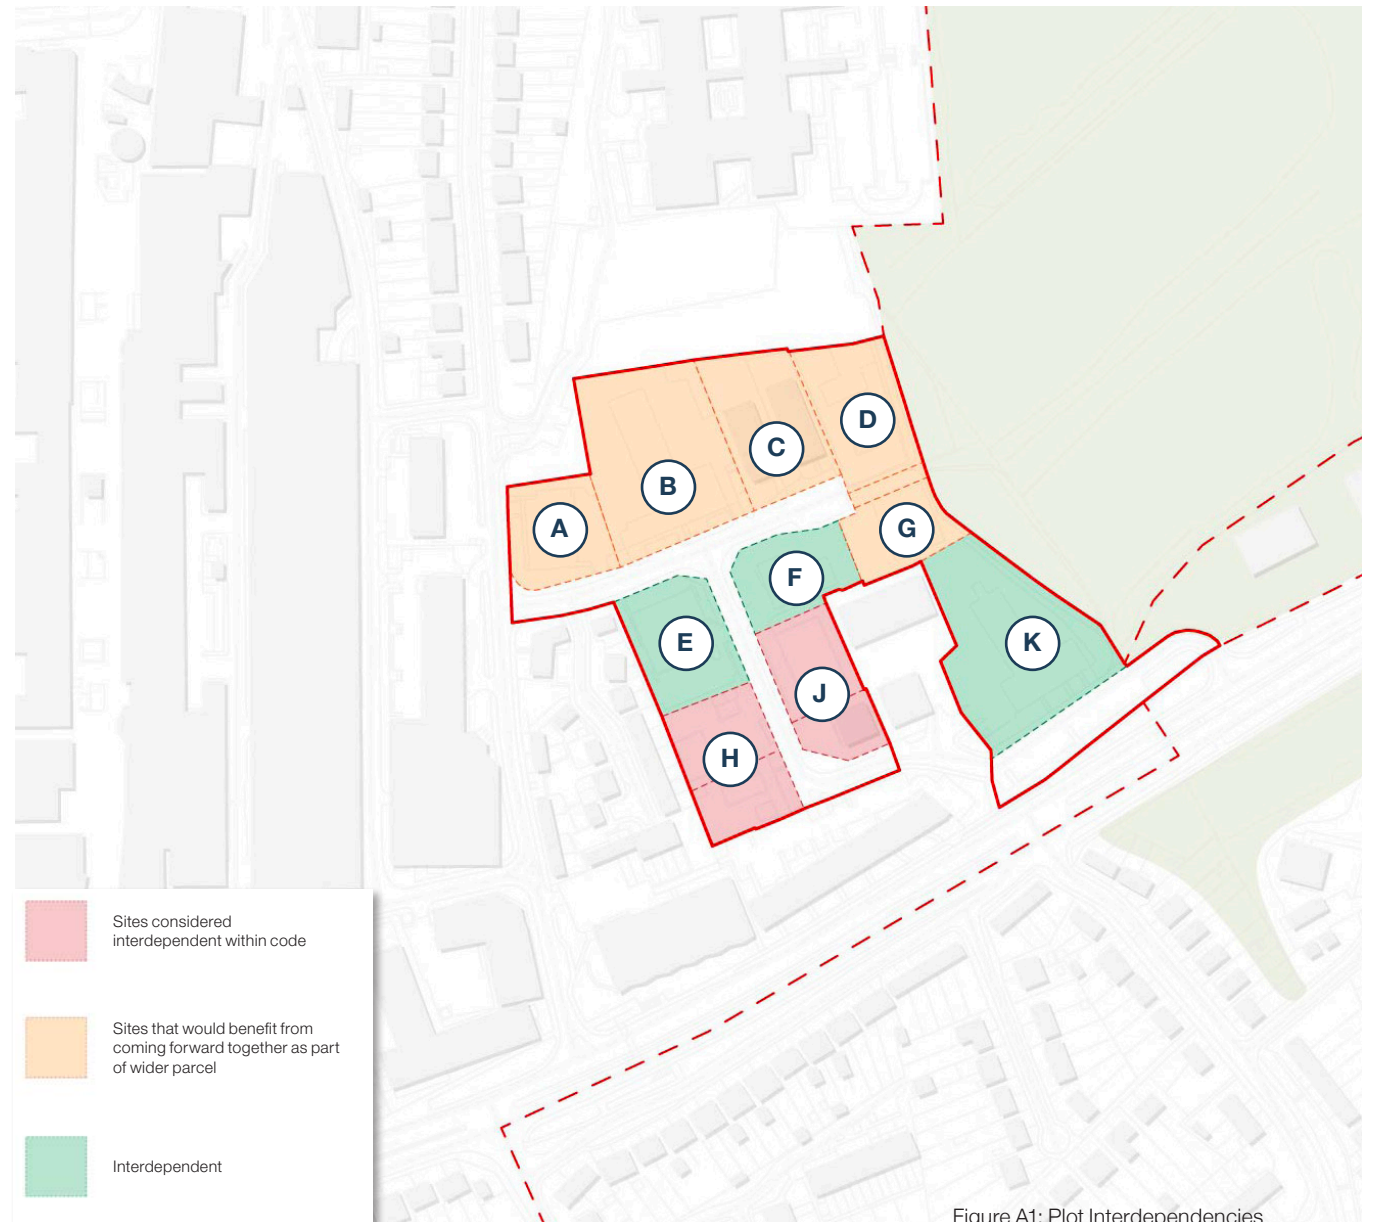 D
C
B
A
G
F
E
K
J
H
Sites considered
interdependent within code
Sites that would benefit from
coming forward together as part
of wider parcel
Interdependent
Figure A1: Plot Interdependencies